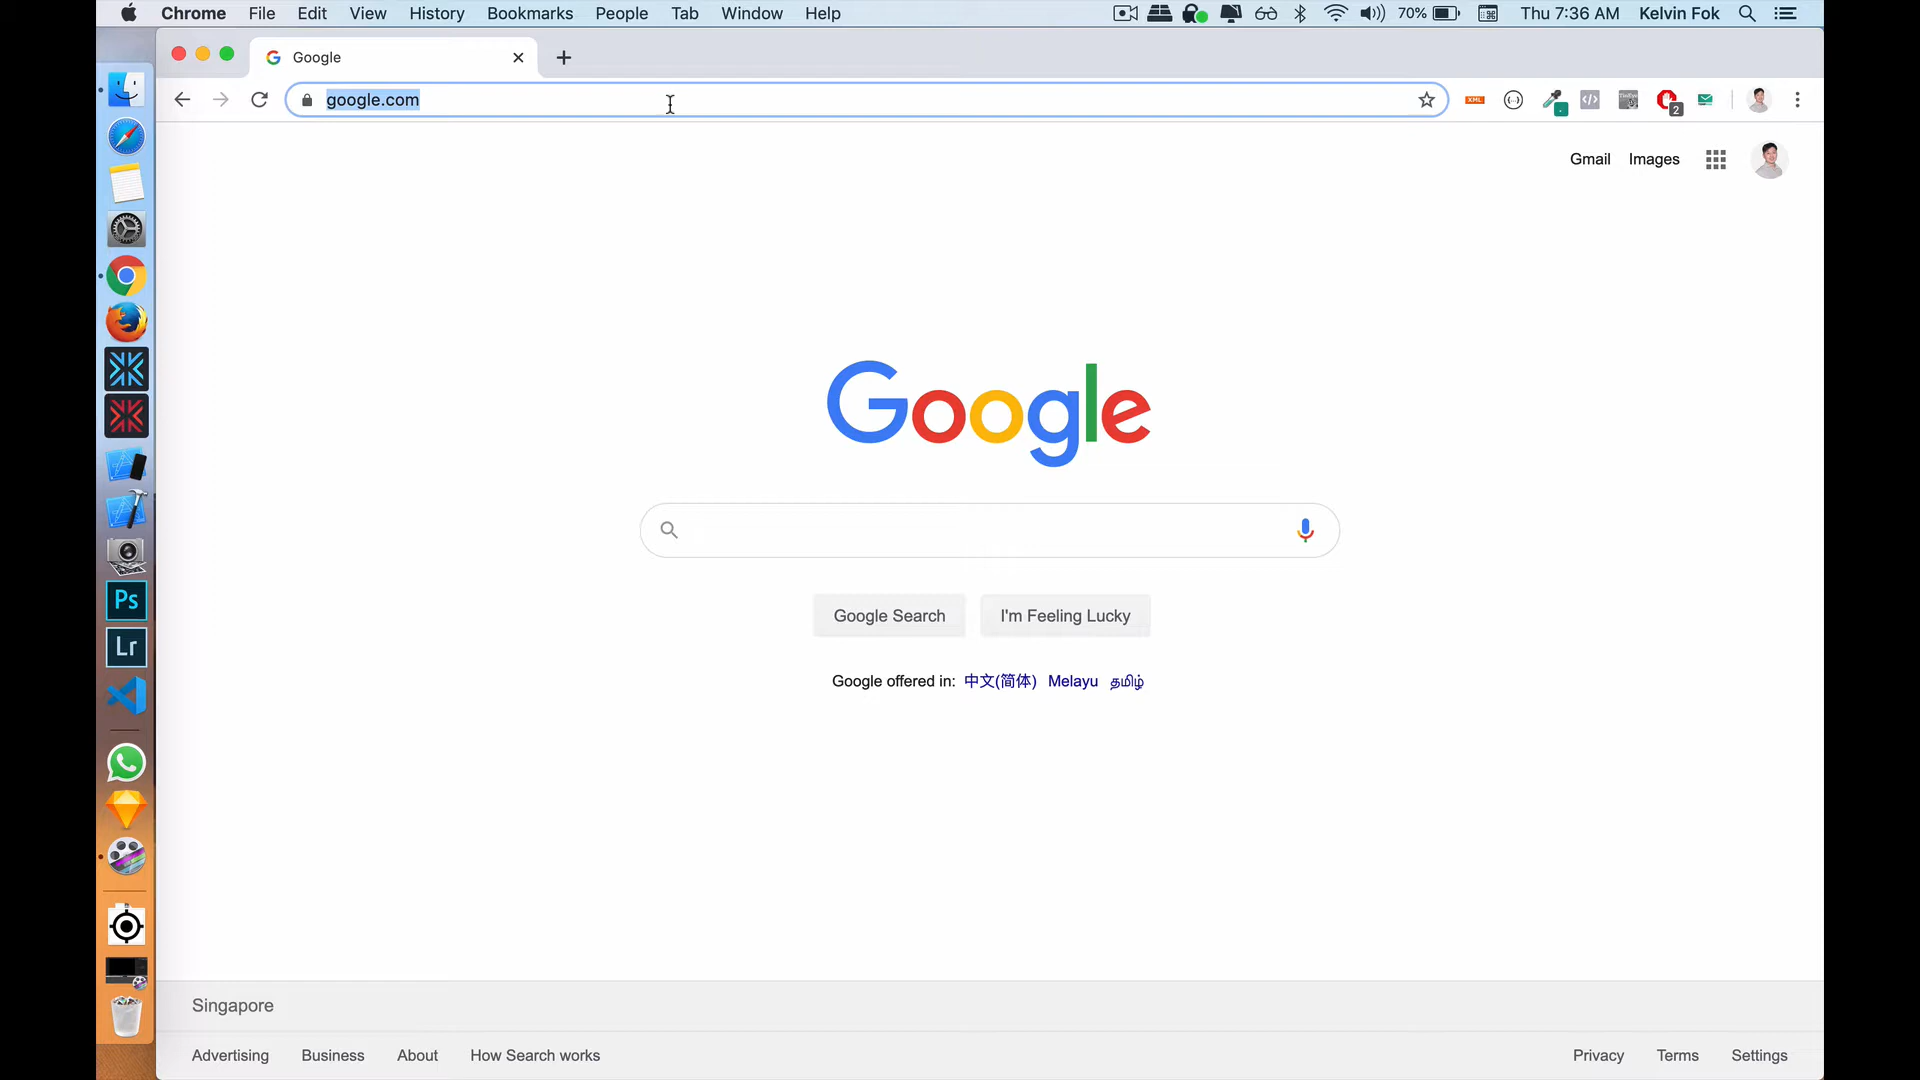 Chrome File Edit View History Bookmarks People Tab Window Help 70% Thu 7:36 AM Kelvin Fok
Google
google.com
XML
2
Gmail Images
Google
Google Search I'm Feeling Lucky
Google offered in: 中文(简体) Melayu தமிழ்
Ps
Lr
Singapore
Advertising Business About How Search works Privacy Terms Settings